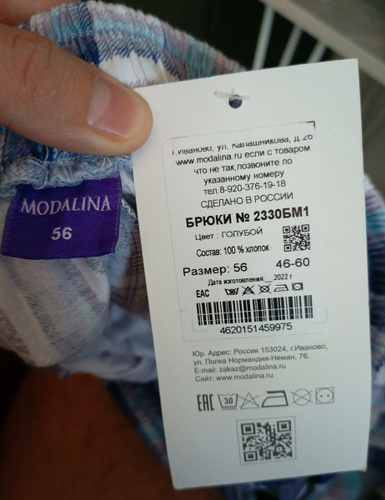 MODALINA
56
г.Иваново, ул. Калашникова, д.26
www.modalina.ru если с товаром
что не так,позвоните по
указанному номеру
тел.8-920-376-19-18
СДЕЛАНО В РОССИИ
БРЮКИ № 2330БМ1
Цвет : ГОЛУБОЙ
Состав: 100 % хлопок
Размер: 56 46-60
Дата изготовления:__ 2022 г
EAC
4620151459975
Юр. Адрес: Россия 153024, г.Иваново,
ул. Полка Нормандия-Неман, 76.
E-mail: zakaz@modalina.ru
Сайт: www.modalina.ru
EAC 30